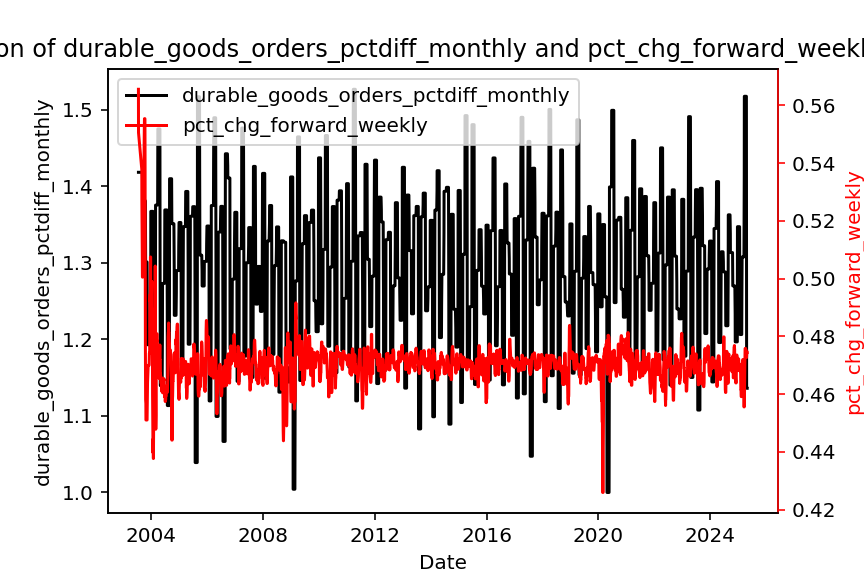 on of durable_goods_orders_pctdiff_monthly and pct_chg_forward_weekl
durable_goods_orders_pctdiff_monthly
pct_chg_forward_weekly
durable_goods_orders_pctdiff_monthly
1.5
1.4
1.3
1.2
1.1
1.0
0.56
0.54
0.52
0.50
0.48
0.46
0.44
0.42
pct_chg_forward_weekly
2004 2008 2012 2016 2020 2024
Date